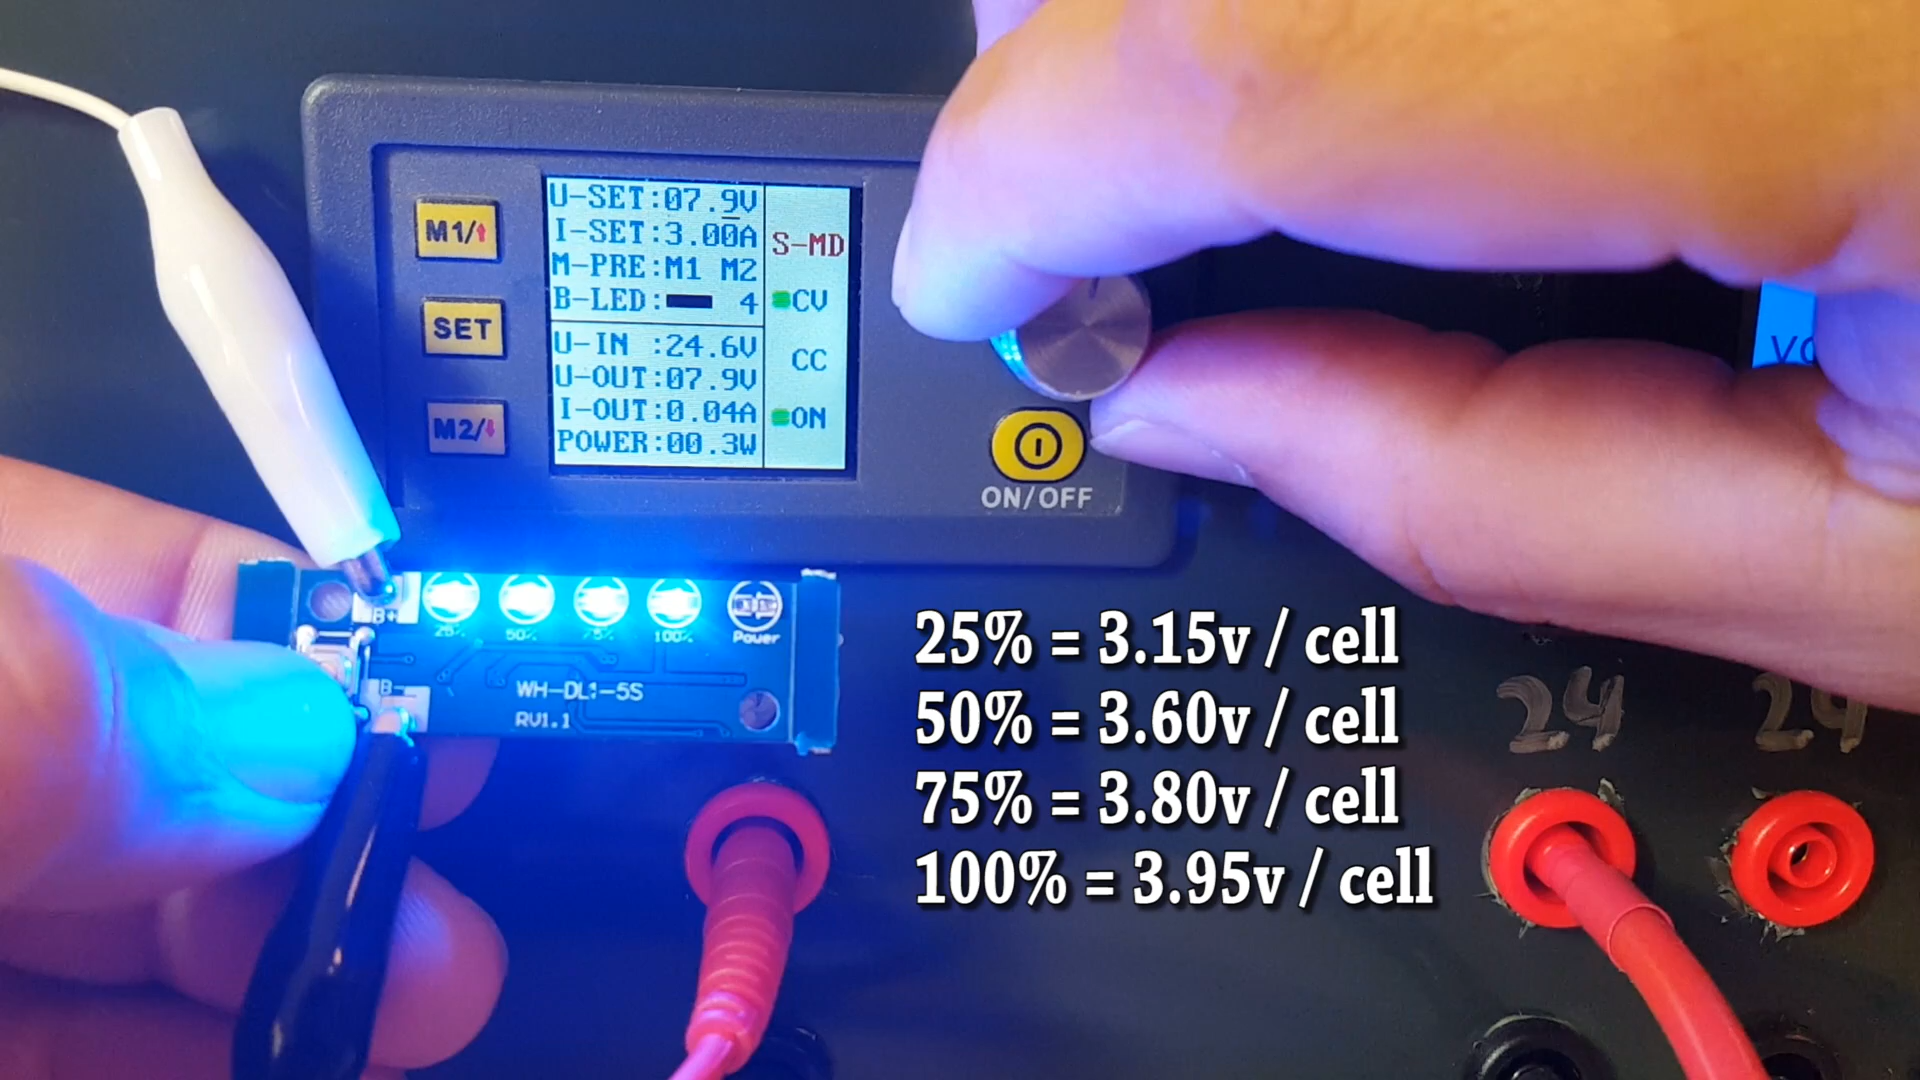 U-SET:07.9V
I-SET:3.00A
M-PRE:M1 M2
B-LED: 4
U-IN :24.6V
U-OUT:07.9V
I-OUT:0.04A
POWER:00.3W
S-MD
CV
CC
ON
M1/
SET
M2/
ON/OFF
B+
25%
50%
75%
100%
Power
B-
WH-DL1-5S
RV1.1
25% = 3.15v / cell
50% = 3.60v / cell
75% = 3.80v / cell
100% = 3.95v / cell
24
24